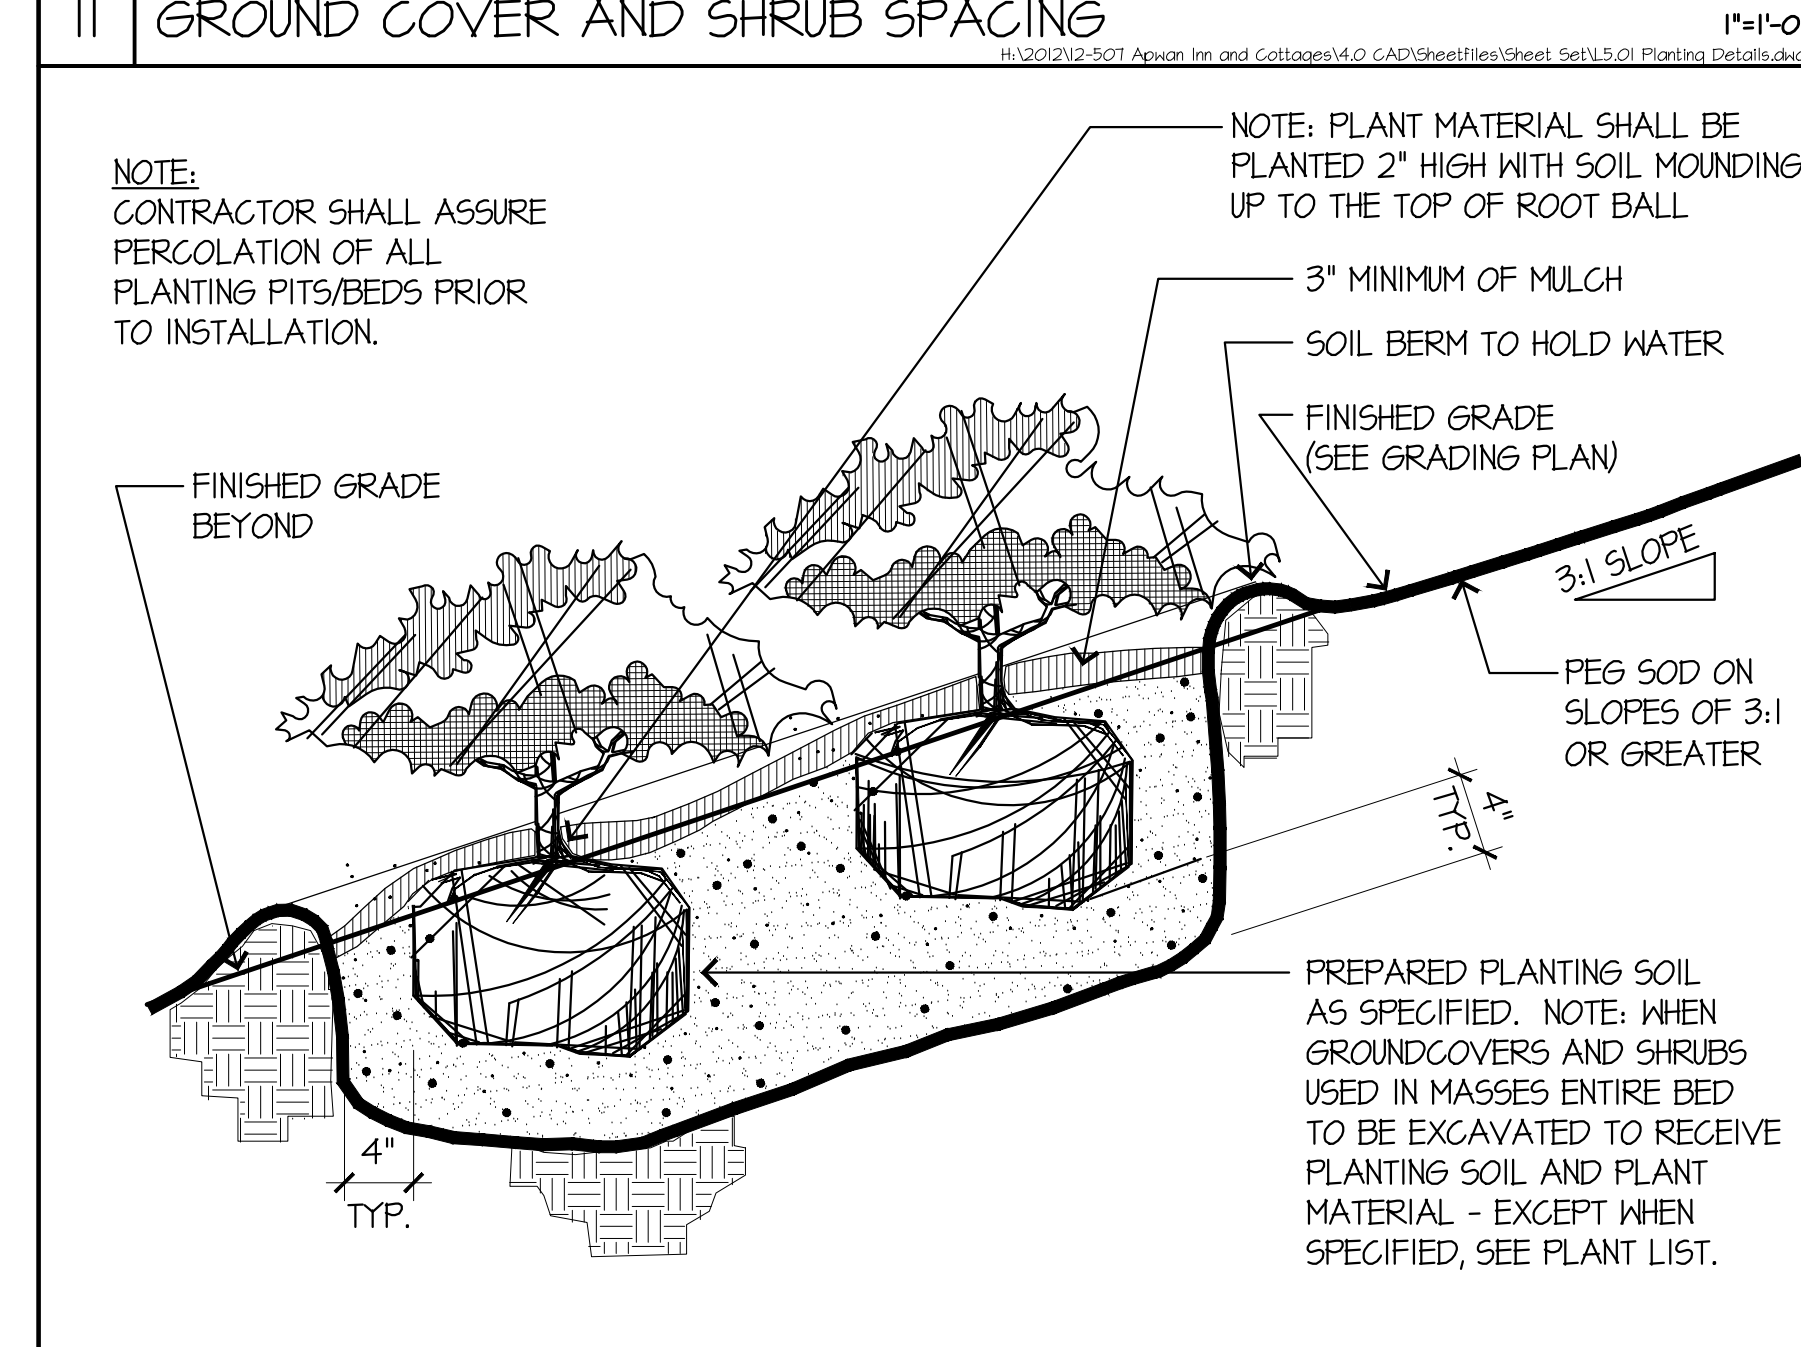 11 GROUND COVER AND SHRUB SPACING 1"=1'-0
H:\2012\12-507 Apwan Inn and Cottages\4.0 CAD\Sheetfiles\Sheet Set\L5.01 Planting Details.dwg
NOTE:
CONTRACTOR SHALL ASSURE
PERCOLATION OF ALL
PLANTING PITS/BEDS PRIOR
TO INSTALLATION.
NOTE: PLANT MATERIAL SHALL BE
PLANTED 2" HIGH WITH SOIL MOUNDING
UP TO THE TOP OF ROOT BALL
3" MINIMUM OF MULCH
SOIL BERM TO HOLD WATER
FINISHED GRADE
(SEE GRADING PLAN)
FINISHED GRADE
BEYOND
3:1 SLOPE
PEG SOD ON
SLOPES OF 3:1
OR GREATER
4"
TYP.
PREPARED PLANTING SOIL
AS SPECIFIED. NOTE: WHEN
GROUNDCOVERS AND SHRUBS
USED IN MASSES ENTIRE BED
TO BE EXCAVATED TO RECEIVE
PLANTING SOIL AND PLANT
MATERIAL - EXCEPT WHEN
SPECIFIED, SEE PLANT LIST.
4"
TYP.